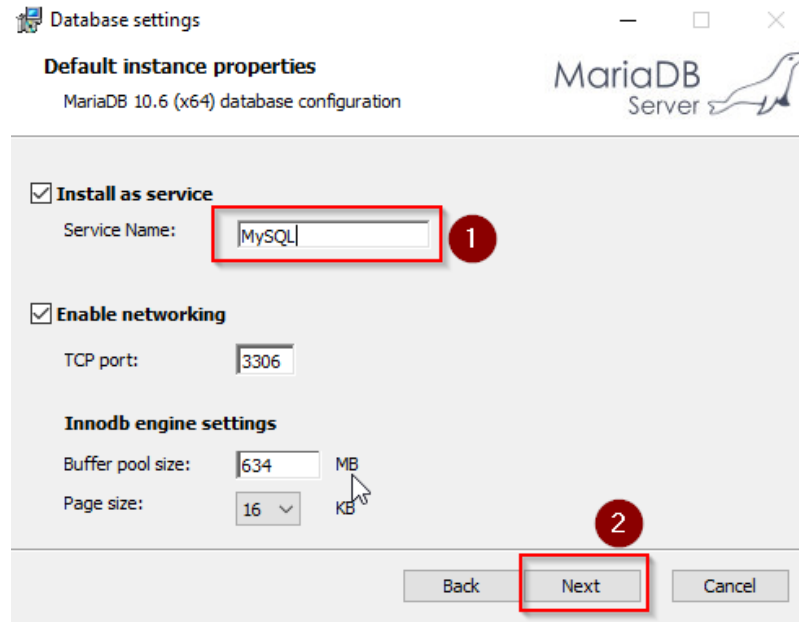 Database settings
Default instance properties
MariaDB 10.6 (x64) database configuration
MariaDB
Server
Install as service
Service Name: MySQL
1
Enable networking
TCP port: 3306
Innodb engine settings
Buffer pool size: 634 MB
Page size: 16 KB
2
Back Next Cancel